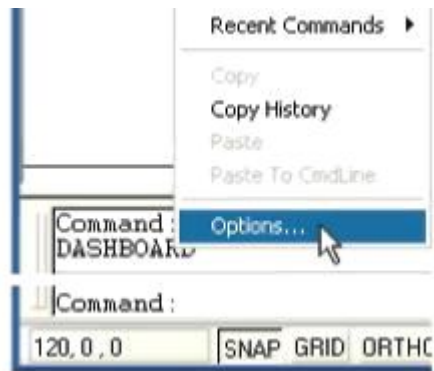 Recent Commands
Copy
Copy History
Paste
Paste To CmdLine
Options...
Command:
DASHBOARD
Command:
120,0,0 SNAP GRID ORTHO